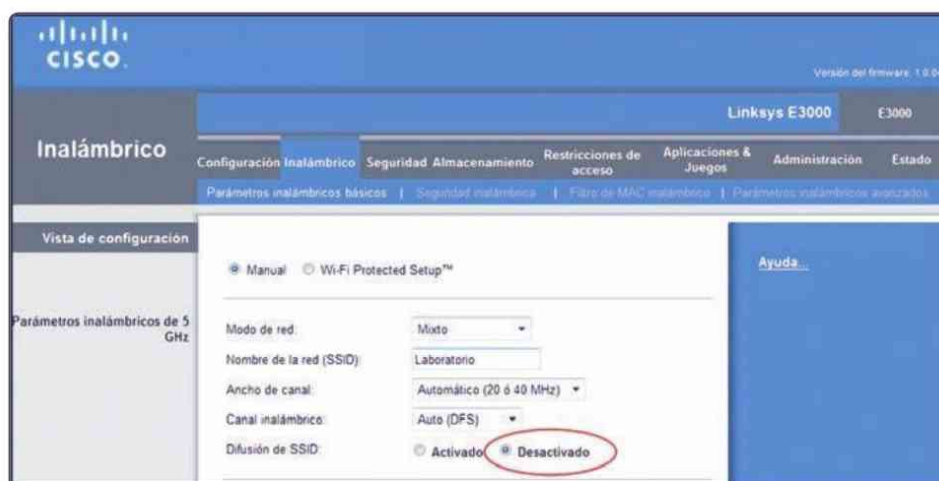 CISCO.
Versión del firmware: 1.0.0
Linksys E3000
E3000
Inalámbrico
Configuración Inalámbrico Seguridad Almacenamiento Restricciones de acceso Aplicaciones & Juegos Administración Estado
Parámetros inalámbricos básicos | Seguridad inalámbrica | Filtro de MAC inalámbrico | Parámetros inalámbricos avanzados
Vista de configuración
Manual Wi-Fi Protected Setup™
Ayuda...
Parámetros inalámbricos de 5 GHz
Modo de red: Mixto
Nombre de la red (SSID): Laboratorio
Ancho de canal: Automático (20 ó 40 MHz)
Canal inalámbrico: Auto (DFS)
Difusión de SSID: Activado Desactivado